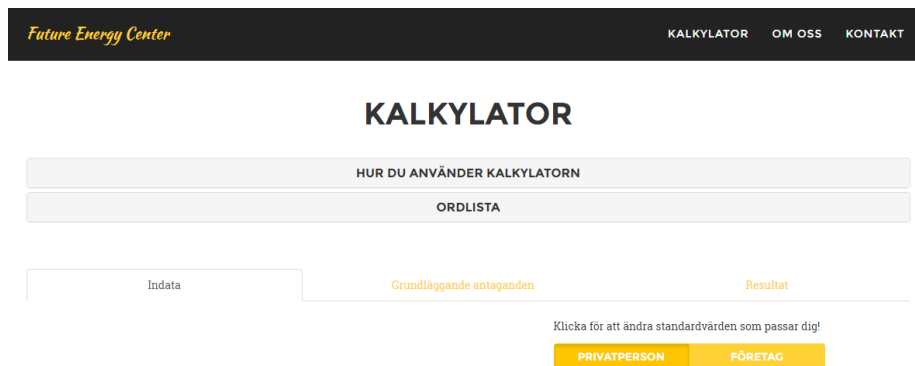 Future Energy Center
KALKYLATOR OM OSS KONTAKT
KALKYLATOR
HUR DU ANVÄNDER KALKYLATORN
ORDLISTA
Indata Grundläggande antaganden Resultat
Klicka för att ändra standardvärden som passar dig!
PRIVATPERSON FÖRETAG